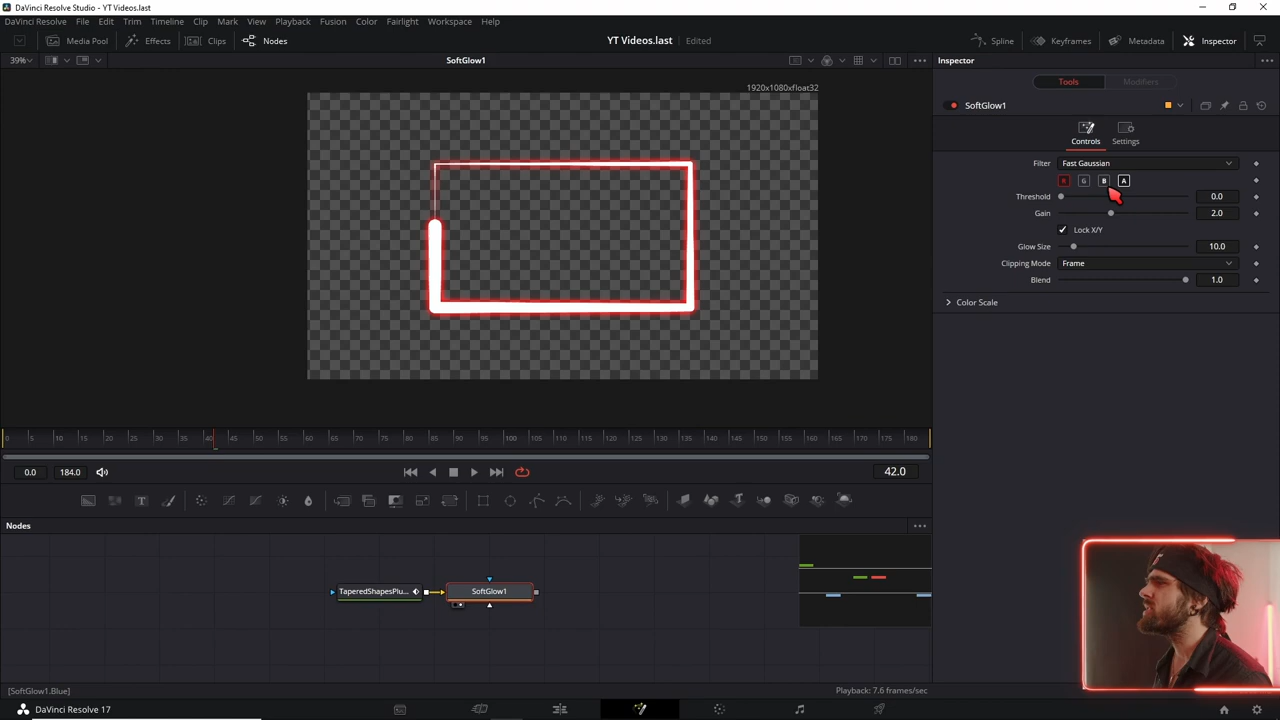 DaVinci Resolve Studio - YT Videos.last
DaVinci Resolve File Edit Trim Timeline Clip Mark View Playback Fusion Color Fairlight Workspace Help
Media Pool Effects Clips Nodes YT Videos.last Edited Spline Keyframes Metadata Inspector
39% SoftGlow1 Inspector
1920x1080xfloat32
Tools Modifiers
SoftGlow1
Controls Settings
Filter Fast Gaussian
R G B A
Threshold 0.0
Gain 2.0
Lock X/Y
Glow Size 10.0
Clipping Mode Frame
Blend 1.0
Color Scale
0 5 10 15 20 25 30 35 40 45 50 55 60 65 70 75 80 85 90 95 100 105 110 115 120 125 130 135 140 145 150 155 160 165 170 175 180
0.0 184.0 42.0
Nodes
TaperedShapesPlu... SoftGlow1
[SoftGlow1.Blue] Playback: 7.6 frames/sec
DaVinci Resolve 17